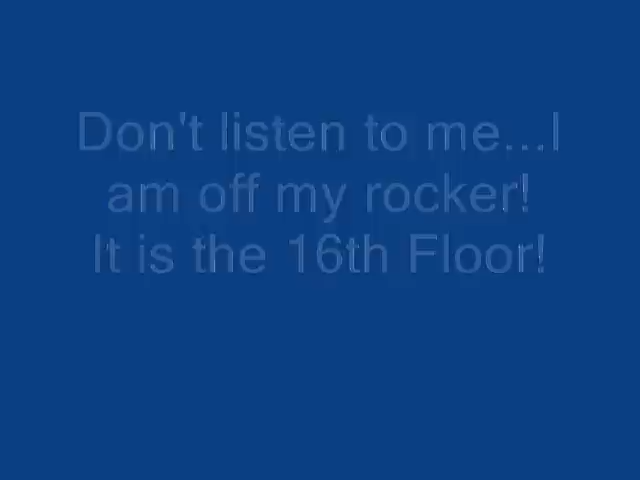 Don't listen to me...I
am off my rocker!
It is the 16th Floor!